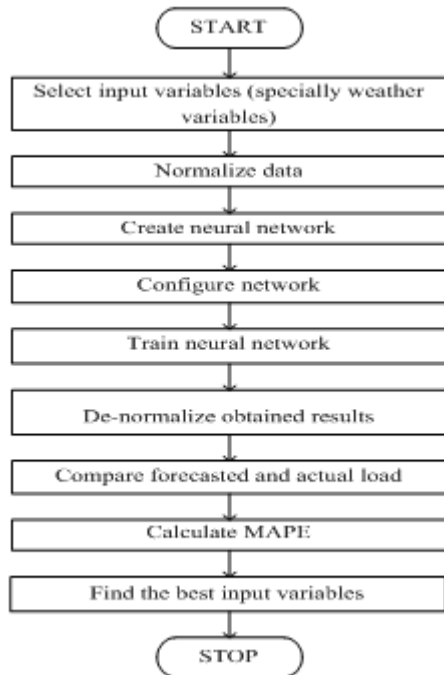 START
Select input variables (specially weather
variables)
Normalize data
Create neural network
Configure network
Train neural network
De-normalize obtained results
Compare forecasted and actual load
Calculate MAPE
Find the best input variables
STOP